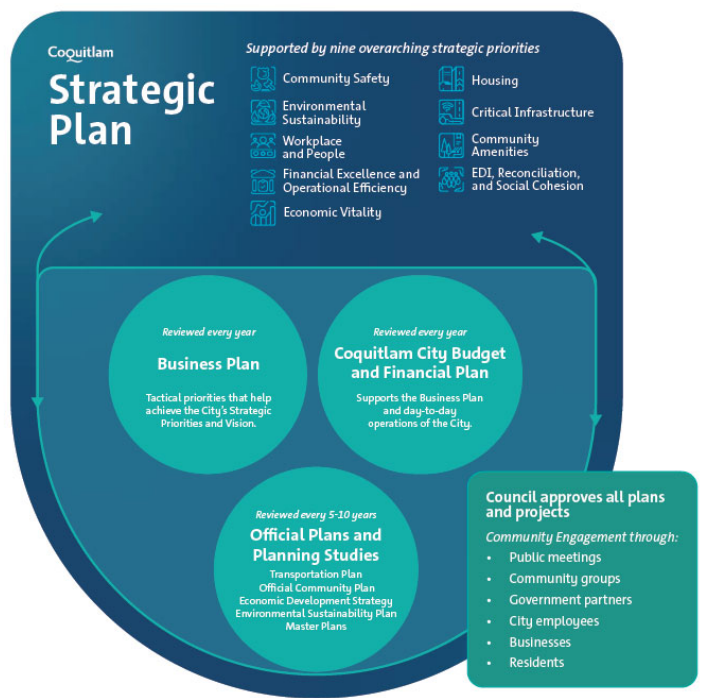 Coquitlam
Strategic
Plan
Supported by nine overarching strategic priorities
Community Safety
Environmental
Sustainability
Workplace
and People
Financial Excellence and
Operational Efficiency
Economic Vitality
Housing
Critical Infrastructure
Community
Amenities
EDI, Reconciliation,
and Social Cohesion
Reviewed every year
Business Plan
Tactical priorities that help
achieve the City's Strategic
Priorities and Vision.
Reviewed every year
Coquitlam City Budget
and Financial Plan
Supports the Business Plan
and day-to-day
operations of the City.
Reviewed every 5-10 years
Official Plans and
Planning Studies
Transportation Plan
Official Community Plan
Economic Development Strategy
Environmental Sustainability Plan
Master Plans
Council approves all plans
and projects
Community Engagement through:
• Public meetings
• Community groups
• Government partners
• City employees
• Businesses
• Residents